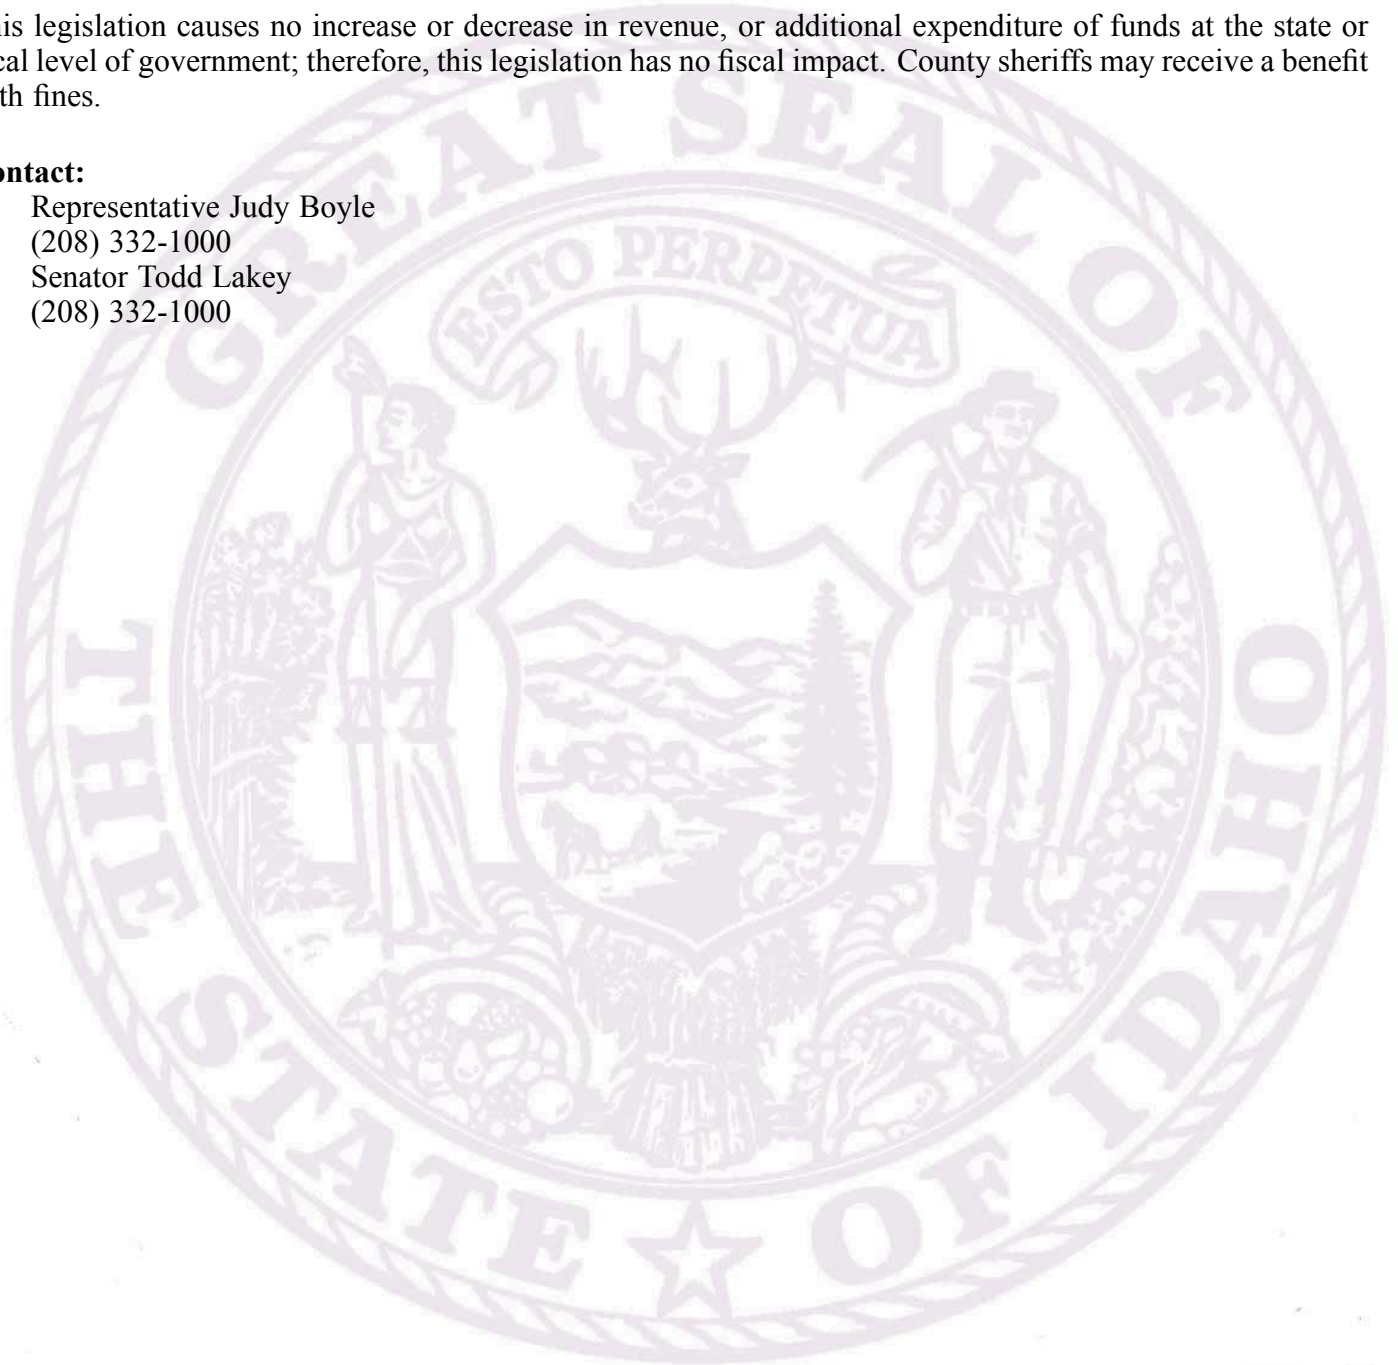 his legislation causes no increase or decrease in revenue, or additional expenditure of funds at the state or
cal level of government; therefore, this legislation has no fiscal impact. County sheriffs may receive a benefit
th fines.
ontact:
Representative Judy Boyle
(208) 332-1000
Senator Todd Lakey
(208) 332-1000
GREAT SEAL OF
ESTO PERPETUA
THE STATE OF IDAHO